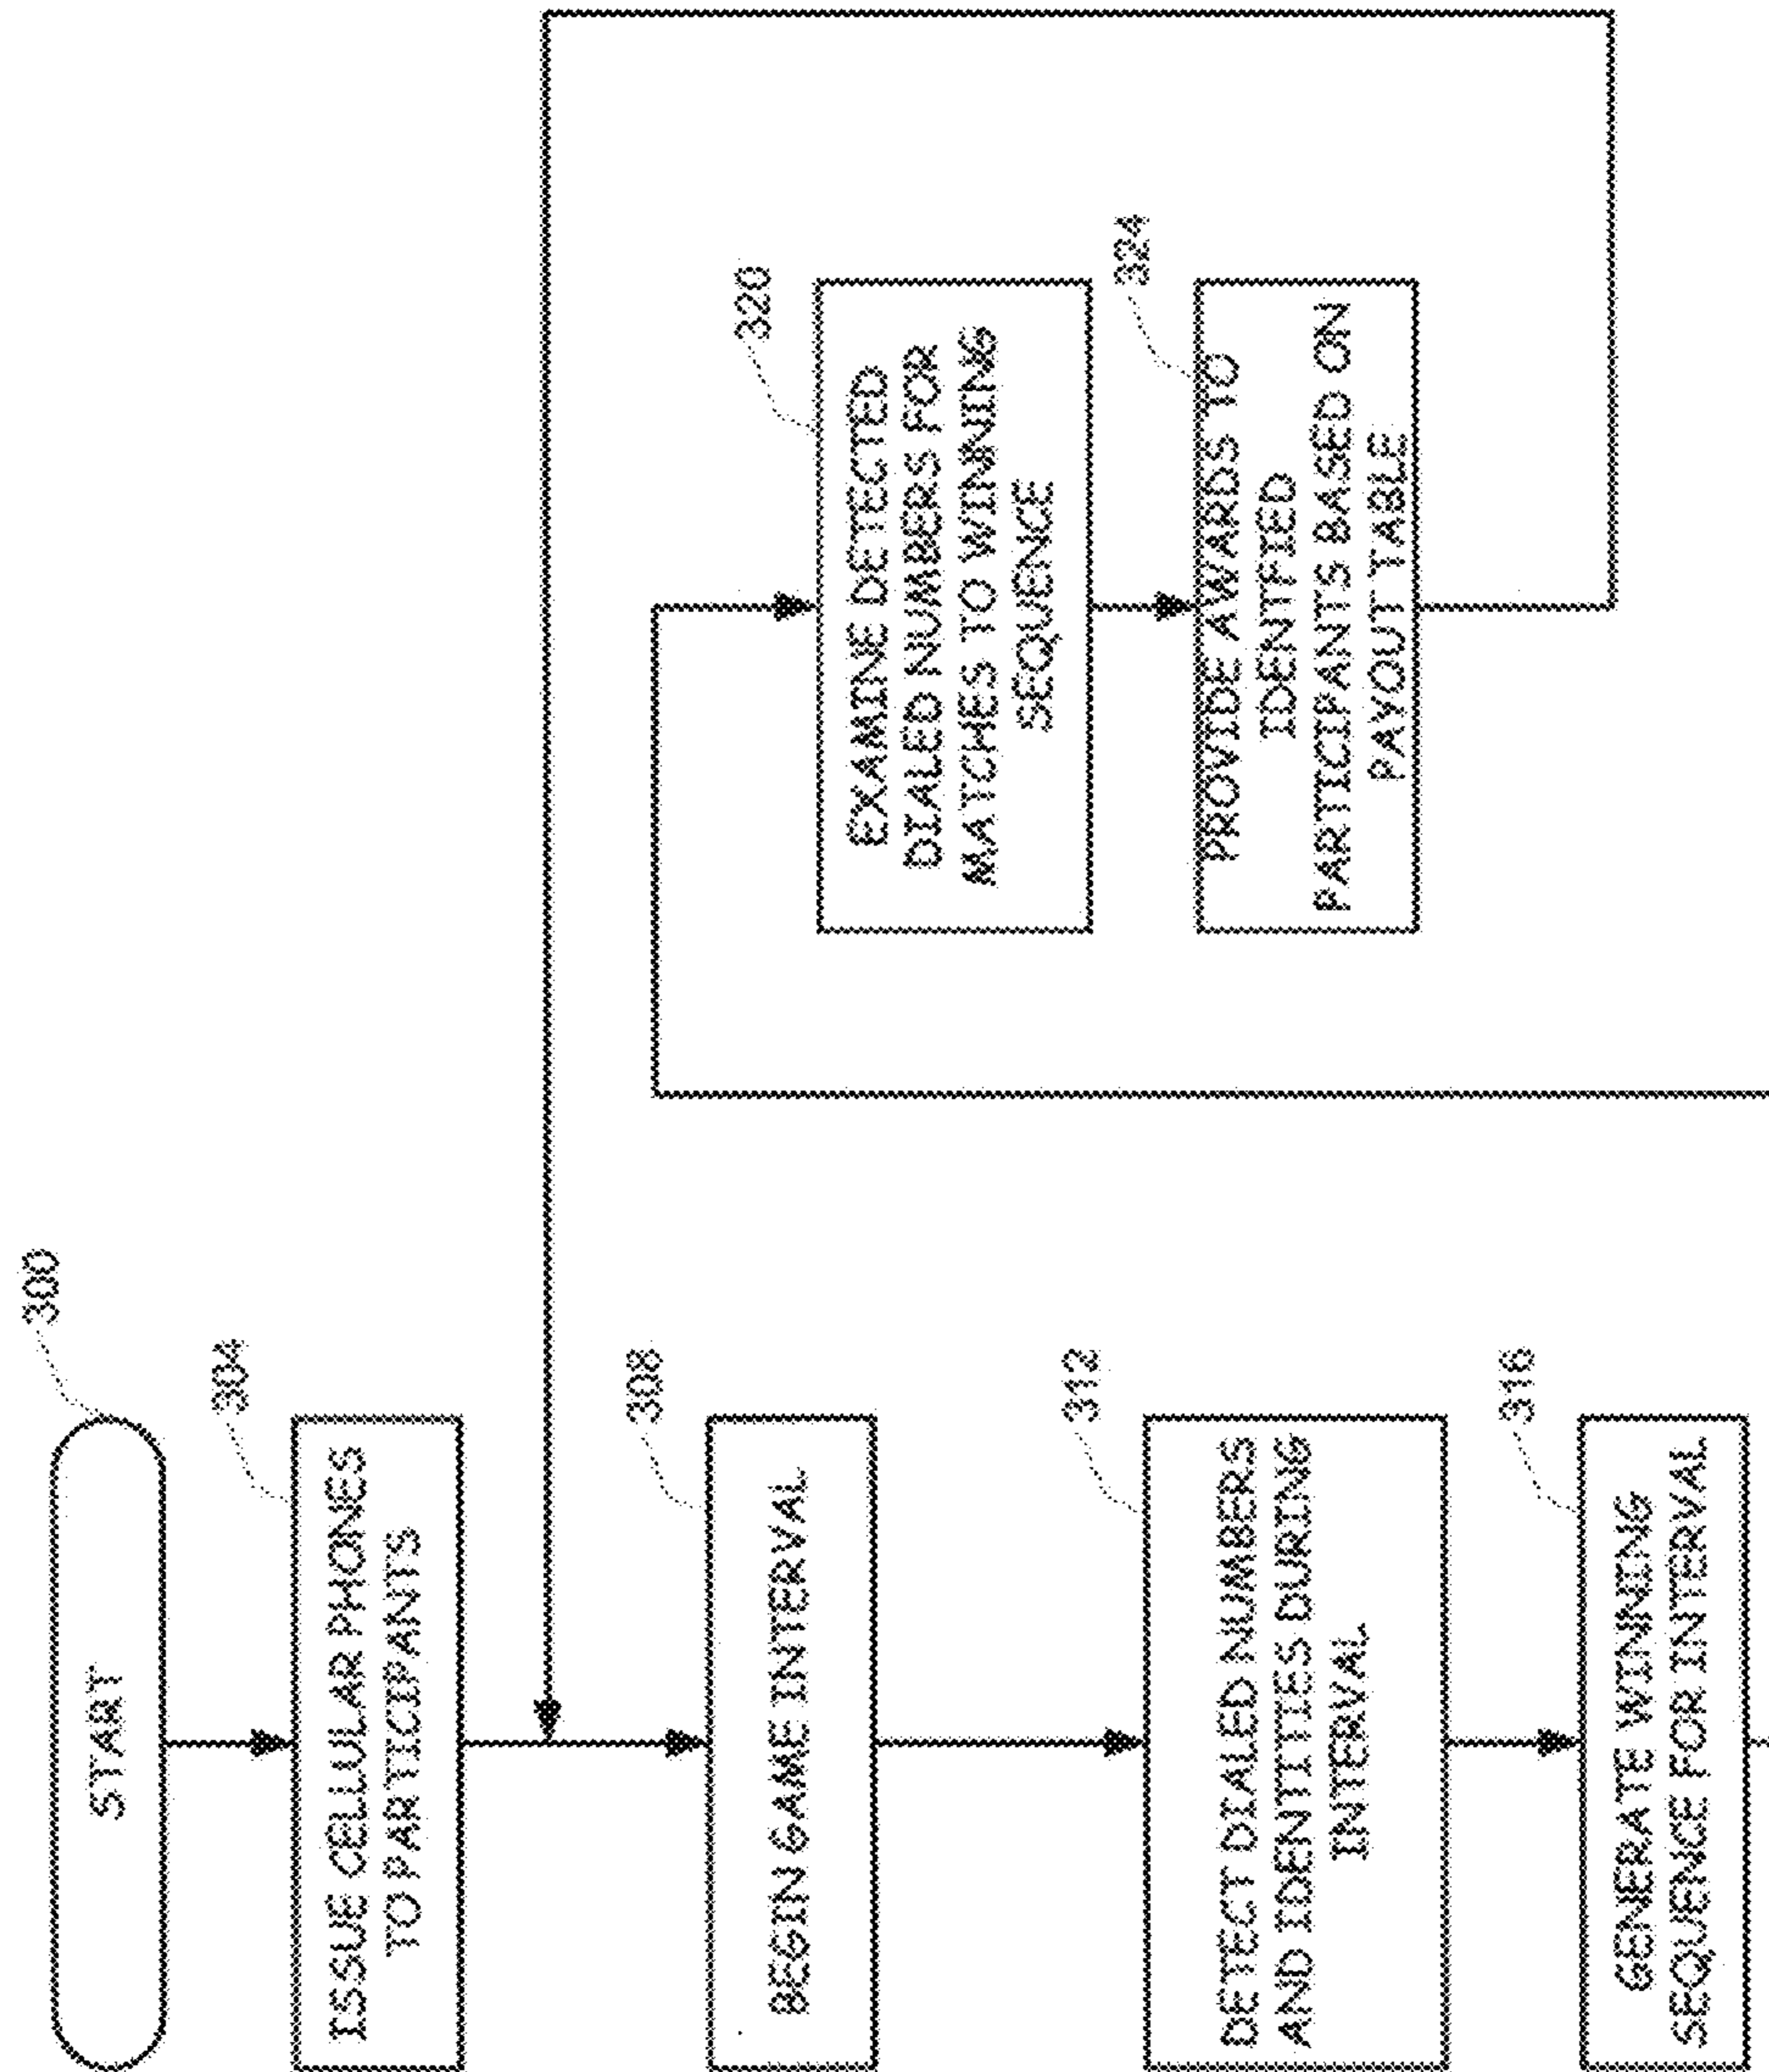 START
300
ISSUE CELLULAR PHONES
TO PARTICIPANTS
304
BEGIN GAME INTERVAL
308
DETECT DIALED NUMBERS
AND IDENTITIES DURING
INTERVAL
312
GENERATE WINNING
SEQUENCE FOR INTERVAL
316
EXAMINE DETECTED
DIALED NUMBERS FOR
MATCHES TO WINNING
SEQUENCE
320
PROVIDE AWARDS TO
IDENTFIED
PARTICIPANTS BASED ON
PAYOUT TABLE
324